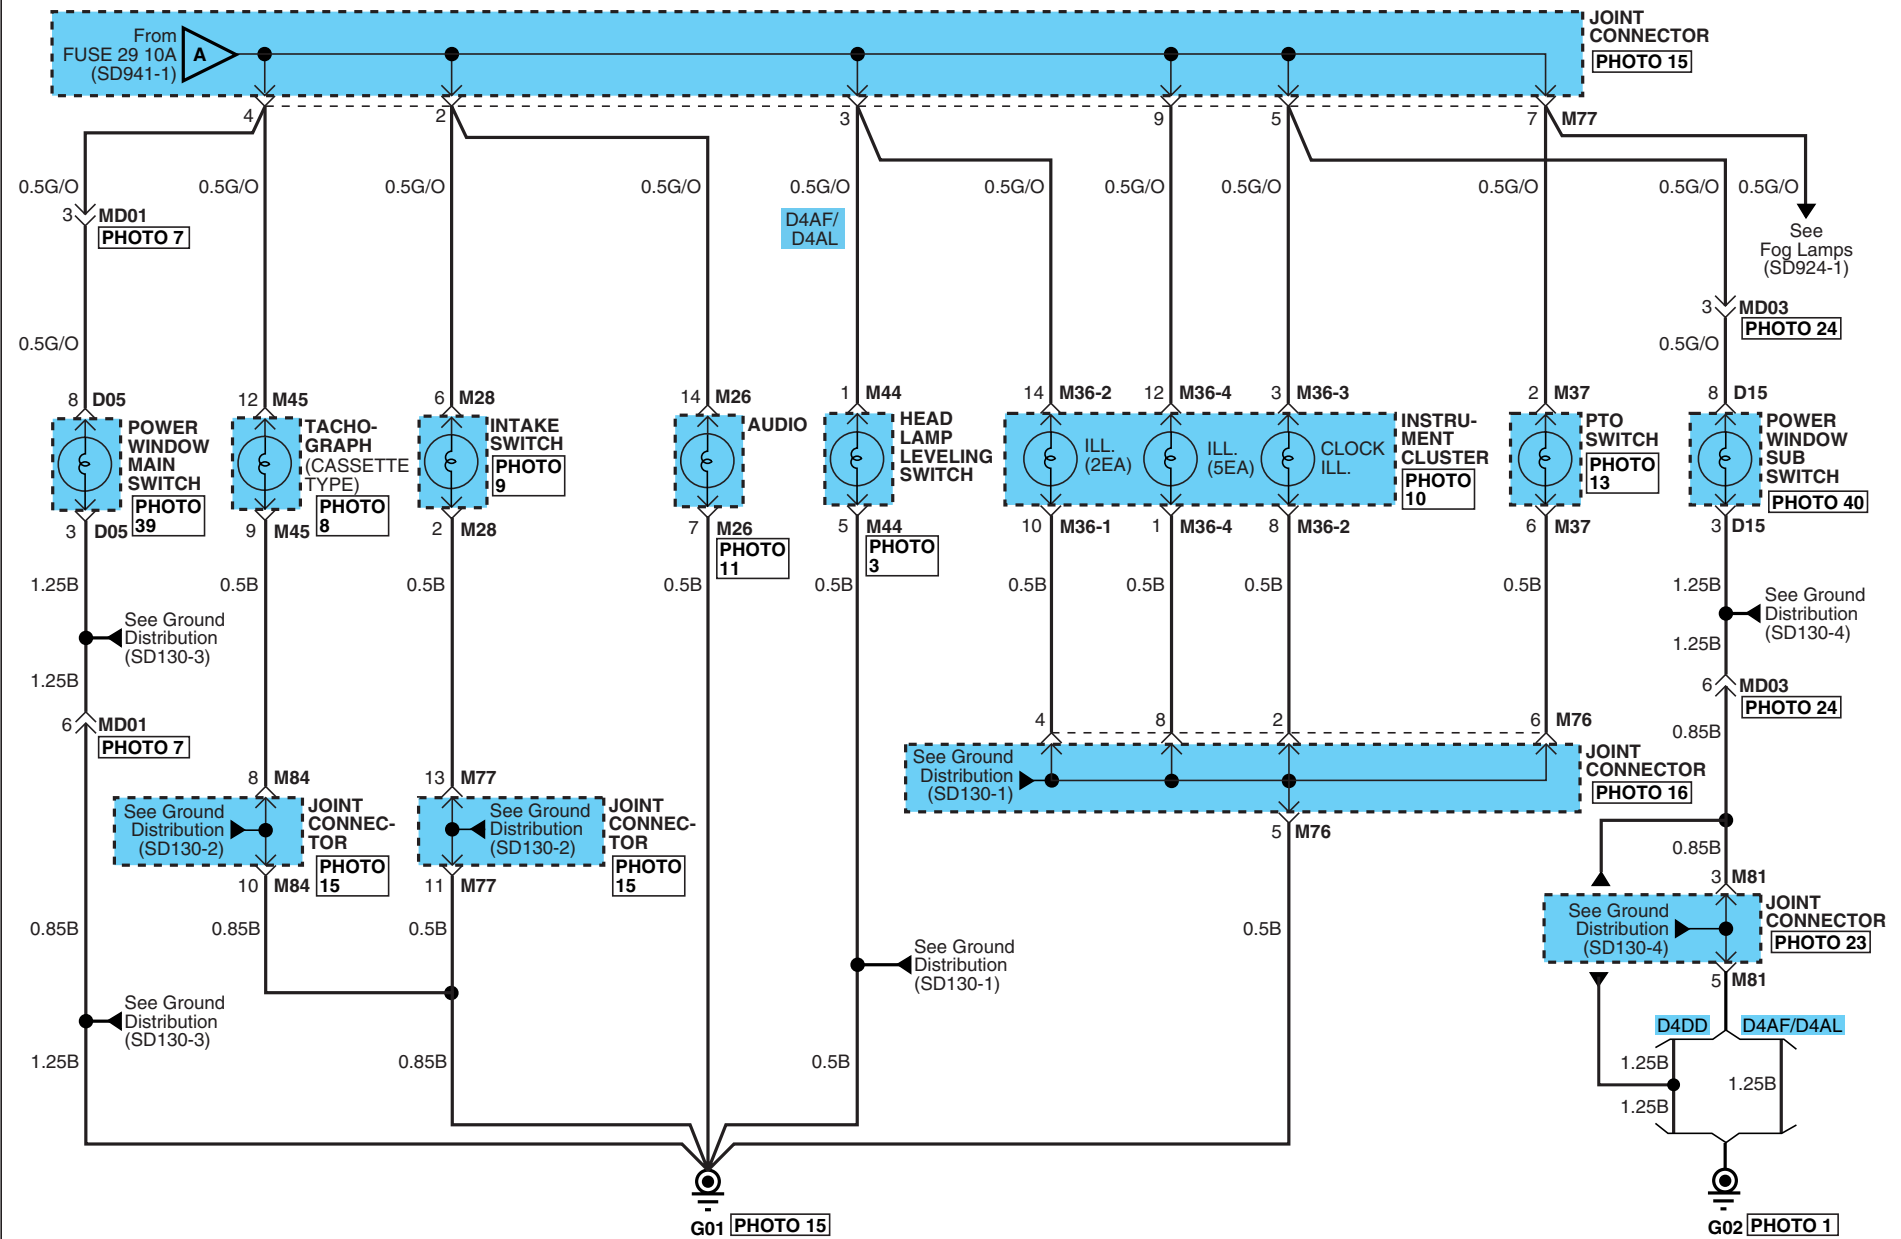 From
FUSE 29 10A
(SD941-1)
A
JOINT
CONNECTOR
PHOTO 15
4
2
3
9
5
7
M77
0.5G/O
0.5G/O
0.5G/O
0.5G/O
0.5G/O
0.5G/O
0.5G/O
0.5G/O
0.5G/O
0.5G/O
0.5G/O
3
MD01
PHOTO 7
D4AF/
D4AL
See
Fog Lamps
(SD924-1)
3
MD03
PHOTO 24
0.5G/O
0.5G/O
8
D05
12
M45
6
M28
14
M26
1
M44
14
M36-2
12
M36-4
3
M36-3
2
M37
8
D15
POWER
WINDOW
MAIN
SWITCH
PHOTO
39
TACHO-
GRAPH
(CASSETTE
TYPE)
PHOTO
8
INTAKE
SWITCH
PHOTO
9
AUDIO
HEAD
LAMP
LEVELING
SWITCH
ILL.
(2EA)
ILL.
(5EA)
CLOCK
ILL.
INSTRU-
MENT
CLUSTER
PHOTO
10
PTO
SWITCH
PHOTO
13
POWER
WINDOW
SUB
SWITCH
PHOTO 40
3
D05
9
M45
2
M28
7
M26
PHOTO
11
5
M44
PHOTO
3
10
M36-1
1
M36-4
8
M36-2
6
M37
3
D15
1.25B
0.5B
0.5B
0.5B
0.5B
0.5B
0.5B
0.5B
0.5B
1.25B
See Ground
Distribution
(SD130-3)
See Ground
Distribution
(SD130-4)
1.25B
1.25B
6
MD01
PHOTO 7
6
MD03
PHOTO 24
0.85B
4
8
2
6
M76
See Ground
Distribution
(SD130-1)
JOINT
CONNECTOR
PHOTO 16
5
M76
8
M84
13
M77
See Ground
Distribution
(SD130-2)
JOINT
CONNEC-
TOR
PHOTO
15
See Ground
Distribution
(SD130-2)
JOINT
CONNEC-
TOR
PHOTO
15
10
M84
11
M77
0.85B
3
M81
See Ground
Distribution
(SD130-4)
JOINT
CONNECTOR
PHOTO 23
5
M81
0.85B
0.85B
0.5B
See Ground
Distribution
(SD130-1)
0.5B
See Ground
Distribution
(SD130-3)
D4DD
D4AF/D4AL
1.25B
0.85B
0.5B
1.25B
1.25B
1.25B
G01
PHOTO 15
G02
PHOTO 1